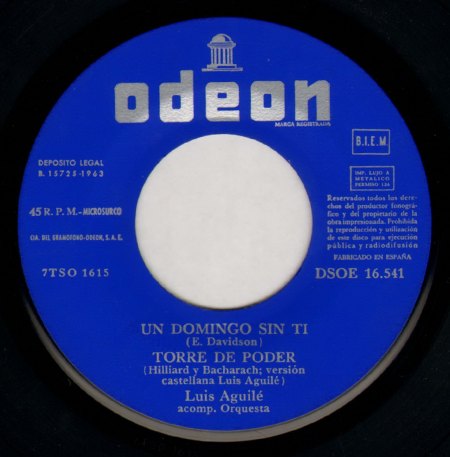 odeon
MARCA REGISTRADA
B.I.E.M
DEPOSITO LEGAL
B. 15725-1963
IMP. LUJO A
METALICO
PERMISO 136
45 R. P. M.-MICROSURCO
Reservados todos los dere-
chos del productor fonográfi-
co y del propietario de la
obra impresionada. Prohibida
la reproducción y utilización
de este disco para ejecución
pública y radiodifusión
CIA. DEL GRAMOFONO-ODEON, S. A. E.
FABRICADO EN ESPAÑA
7TSO 1615
DSOE 16.541
UN DOMINGO SIN TI
(E. Davidson)
TORRE DE PODER
(Hilliard y Bacharach; versión
castellana Luis Aguilé)
Luis Aguilé
acomp. Orquesta